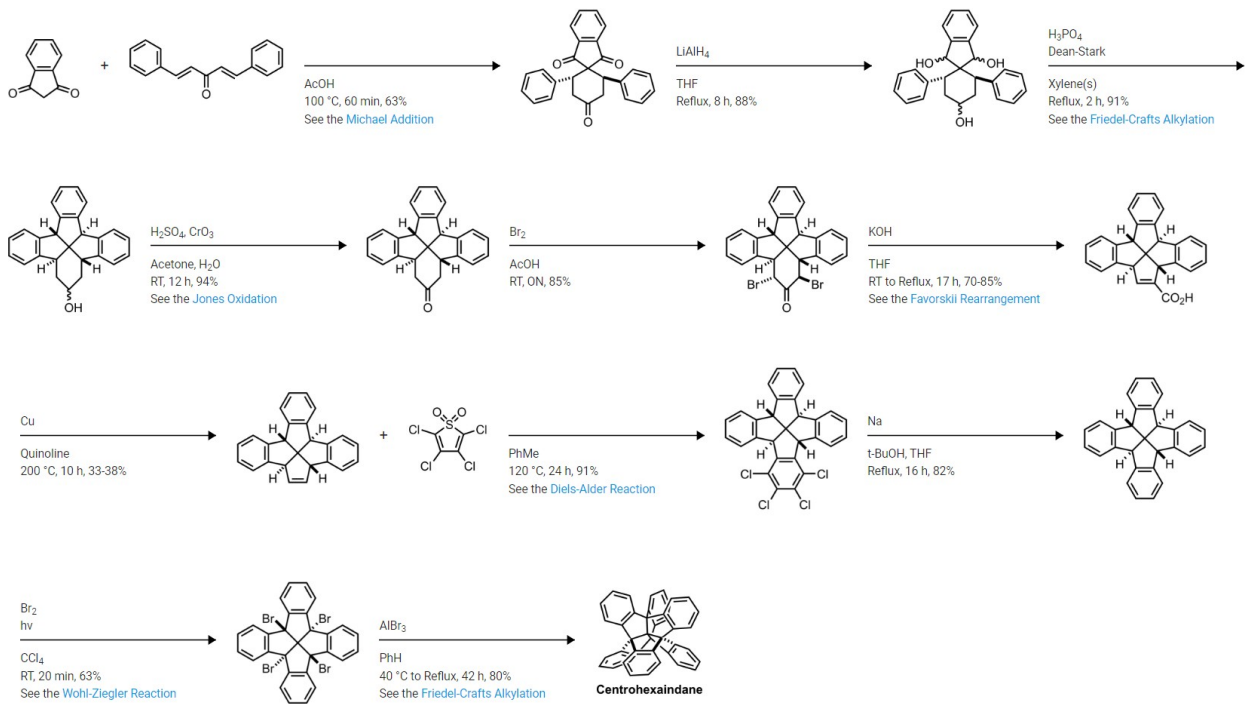 O
O
+
O
AcOH
100 °C, 60 min, 63%
See the Michael Addition
O
O
O
LiAlH4
THF
Reflux, 8 h, 88%
HO
OH
OH
H3PO4
Dean-Stark
Xylene(s)
Reflux, 2 h, 91%
See the Friedel-Crafts Alkylation
H
H
H
H
OH
H2SO4, CrO3
Acetone, H2O
RT, 12 h, 94%
See the Jones Oxidation
H
H
H
H
O
Br2
AcOH
RT, ON, 85%
H
H
H
H
Br
Br
O
KOH
THF
RT to Reflux, 17 h, 70-85%
See the Favorskii Rearrangement
H
H
H
H
CO2H
Cu
Quinoline
200 °C, 10 h, 33-38%
H
H
H
H
+
O
O
S
Cl
Cl
Cl
Cl
PhMe
120 °C, 24 h, 91%
See the Diels-Alder Reaction
H
H
H
H
Cl
Cl
Cl
Cl
Na
t-BuOH, THF
Reflux, 16 h, 82%
H
H
H
H
Br2
hv
CCl4
RT, 20 min, 63%
See the Wohl-Ziegler Reaction
Br
Br
Br
Br
AlBr3
PhH
40 °C to Reflux, 42 h, 80%
See the Friedel-Crafts Alkylation
Centrohexaindane